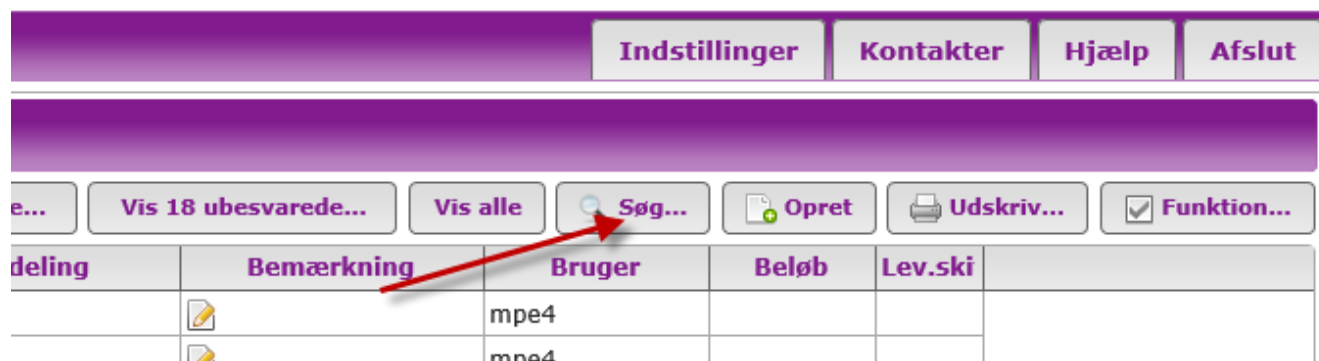 Indstillinger Kontakter Hjælp Afslut
e... Vis 18 ubesvarede... Vis alle Søg... Opret Udskriv... Funktion...
deling Bemærkning Bruger Beløb Lev.ski
mpe4
mpe4